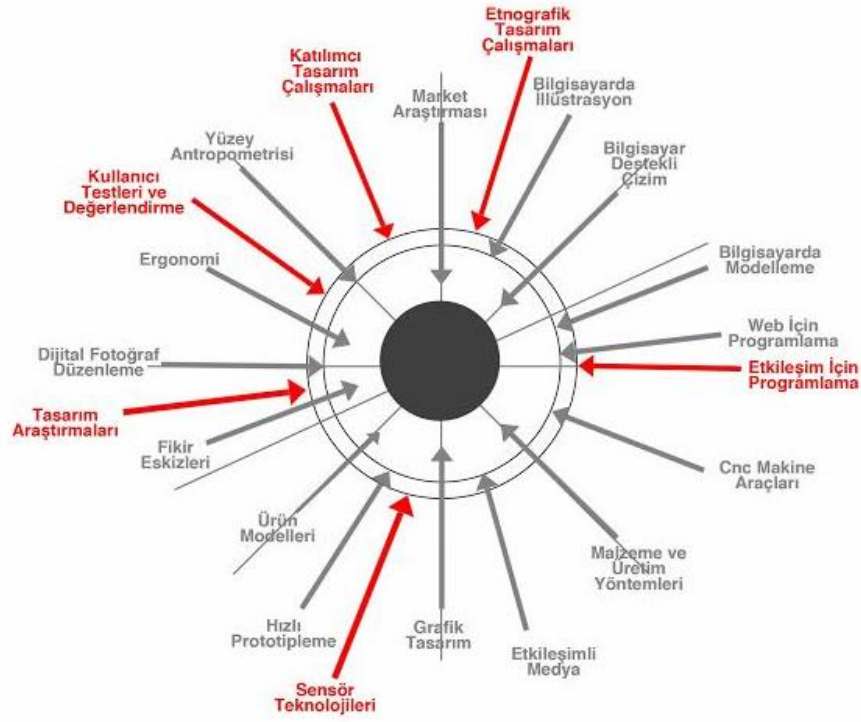 Etnografik
Tasarım
Çalışmaları
Katılımcı
Tasarım
Çalışmaları
Market
Araştırması
Bilgisayarda
İllüstrasyon
Yüzey
Antropometrisi
Bilgisayar
Destekli
Çizim
Kullanıcı
Testleri ve
Değerlendirme
Ergonomi
Bilgisayarda
Modelleme
Web İçin
Programlama
Dijital Fotoğraf
Düzenleme
Etkileşim İçin
Programlama
Tasarım
Araştırmaları
Fikir
Eskizleri
Cnc Makine
Araçları
Ürün
Modelleri
Malzeme ve
Üretim
Yöntemleri
Hızlı
Prototipleme
Grafik
Tasarım
Etkileşimli
Medya
Sensör
Teknolojileri